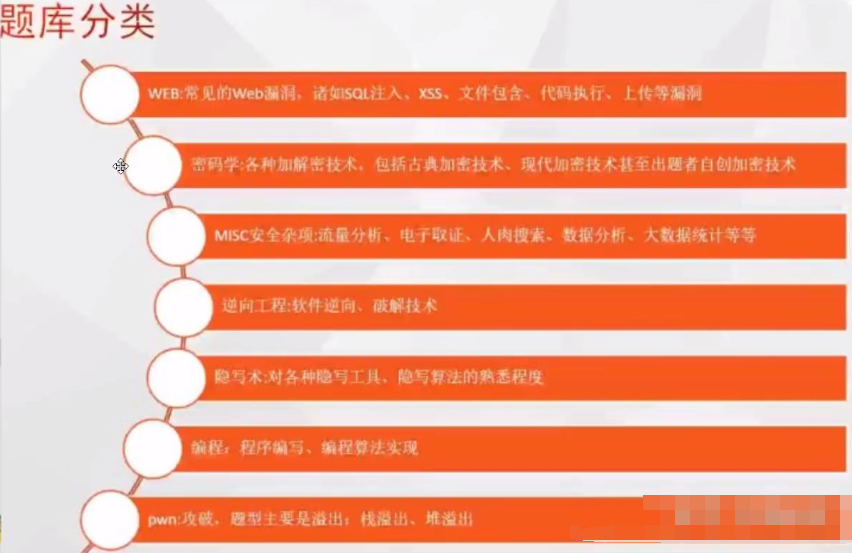 题库分类
WEB:常见的Web漏洞，诸如SQL注入、XSS、文件包含、代码执行、上传等漏洞
密码学:各种加解密技术，包括古典加密技术、现代加密技术甚至出题者自创加密技术
MISC安全杂项:流量分析、电子取证、人肉搜索、数据分析、大数据统计等等
逆向工程:软件逆向、破解技术
隐写术:对各种隐写工具、隐写算法的熟悉程度
编程：程序编写、编程算法实现
pwn:攻破，题型主要是溢出：栈溢出、堆溢出